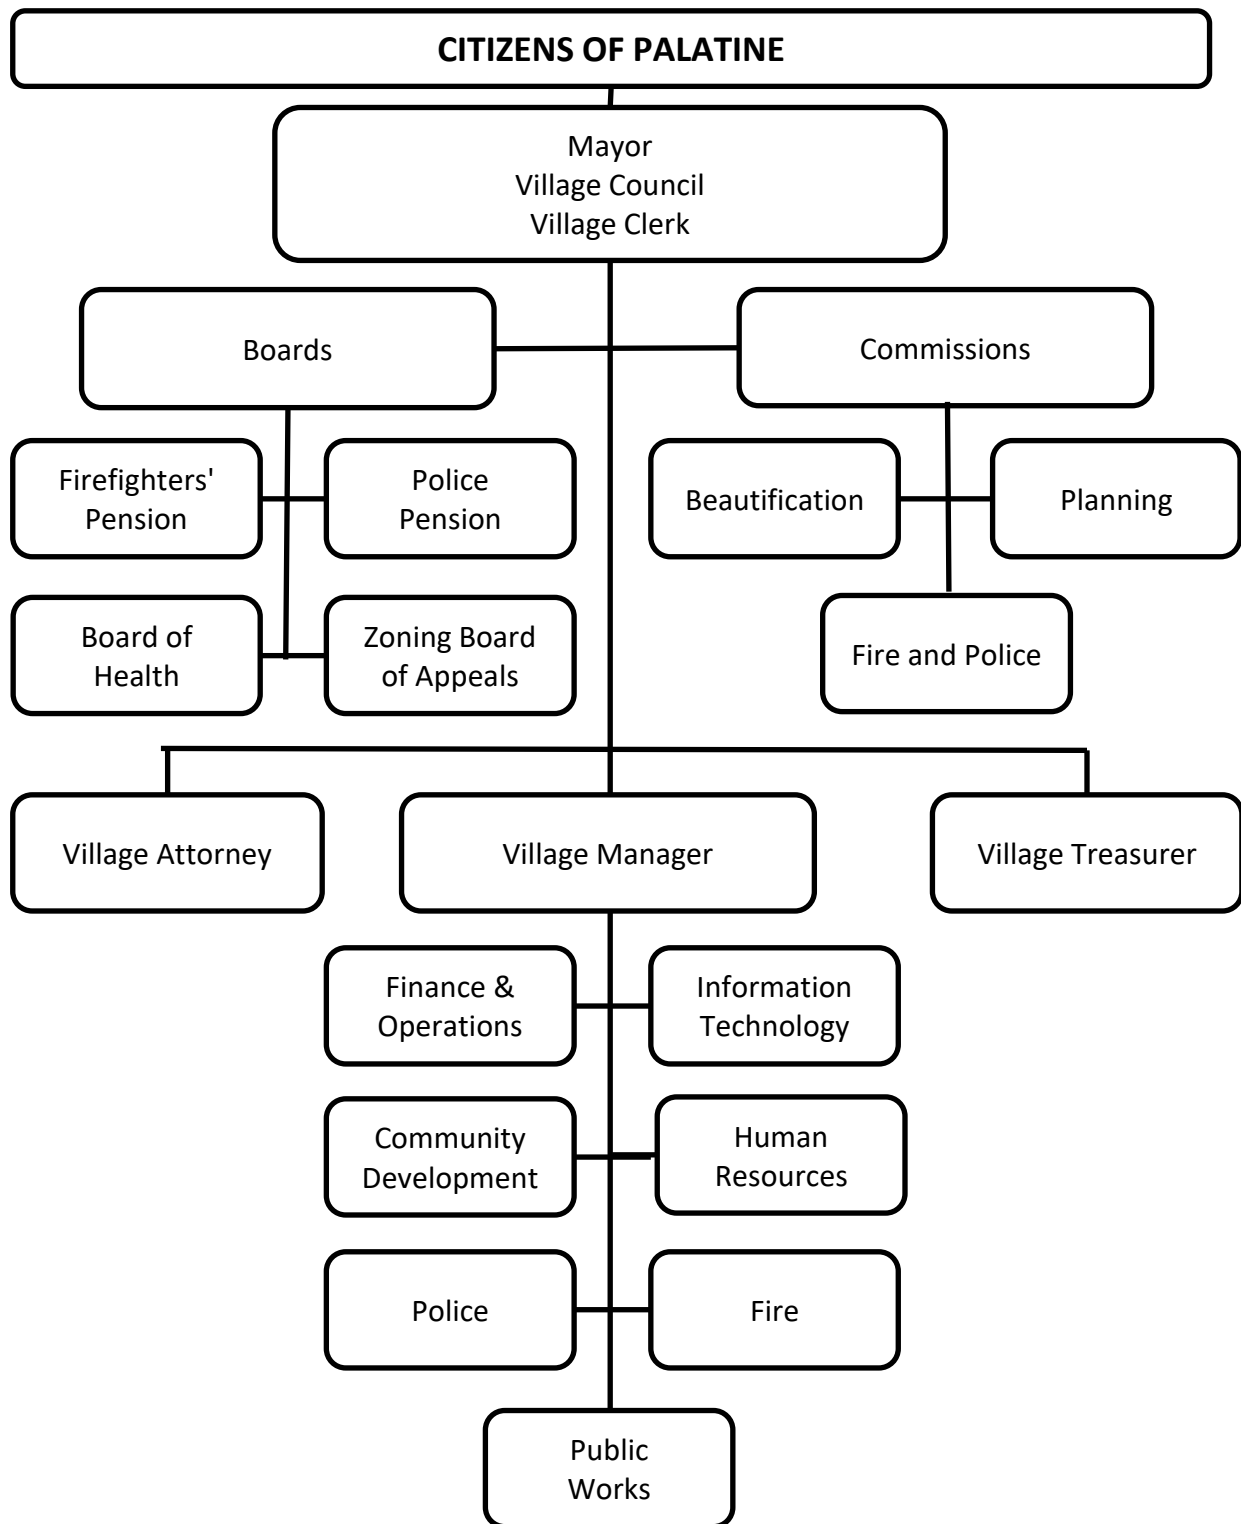 CITIZENS OF PALATINE
Mayor
Village Council
Village Clerk
Boards
Commissions
Firefighters'
Pension
Police
Pension
Beautification
Planning
Board of
Health
Zoning Board
of Appeals
Fire and Police
Village Attorney
Village Manager
Village Treasurer
Finance &
Operations
Information
Technology
Community
Development
Human
Resources
Police
Fire
Public
Works